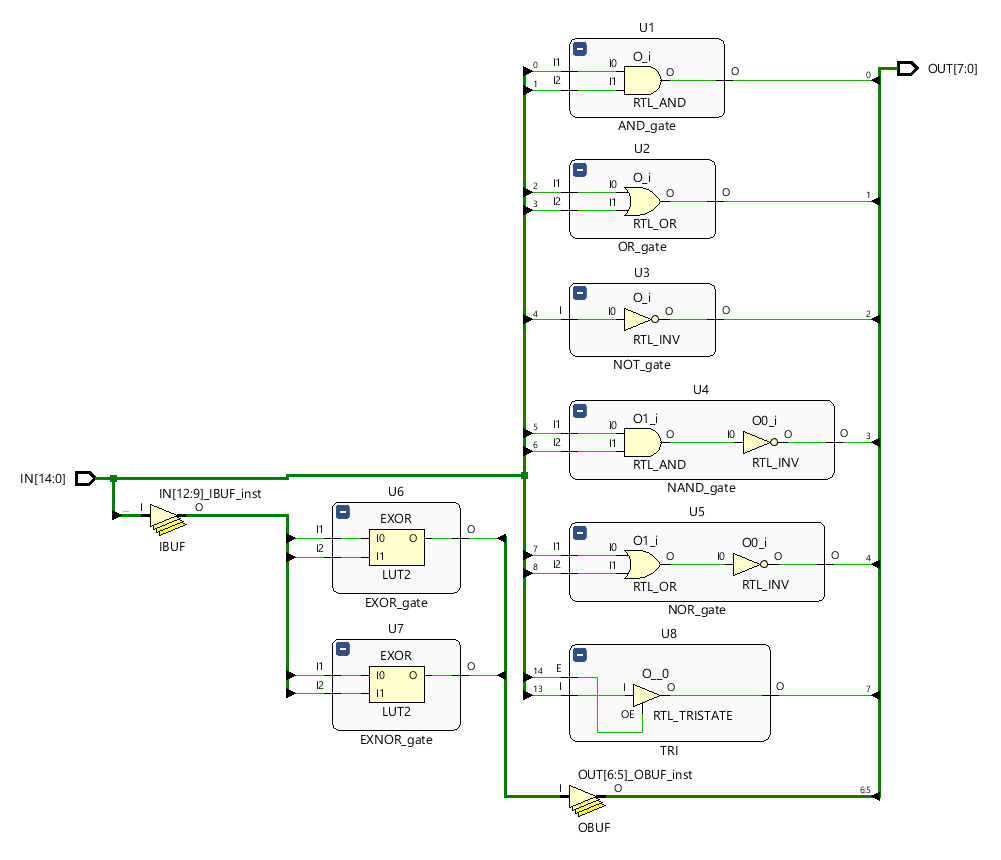 U1
0 I1 I0 O_i O O 0
1 I2 I1
RTL_AND
AND_gate
OUT[7:0]
U2
2 I1 I0 O_i O O 1
3 I2 I1
RTL_OR
OR_gate
U3
4 I I0 O_i O O 2
RTL_INV
NOT_gate
U4
5 I1 I0 O1_i O I0 O0_i O O 3
6 I2 I1
RTL_AND RTL_INV
NAND_gate
IN[14:0]
IN[12:9]_IBUF_inst
I O
IBUF
U6
I1 I0 EXOR O O
I2 I1
LUT2
EXOR_gate
U5
7 I1 I0 O1_i O I0 O0_i O O 4
8 I2 I1
RTL_OR RTL_INV
NOR_gate
U7
I1 I0 EXOR O O
I2 I1
LUT2
EXNOR_gate
U8
14 E O__0
13 I I O O 7
OE RTL_TRISTATE
TRI
OUT[6:5]_OBUF_inst
I O 6:5
OBUF